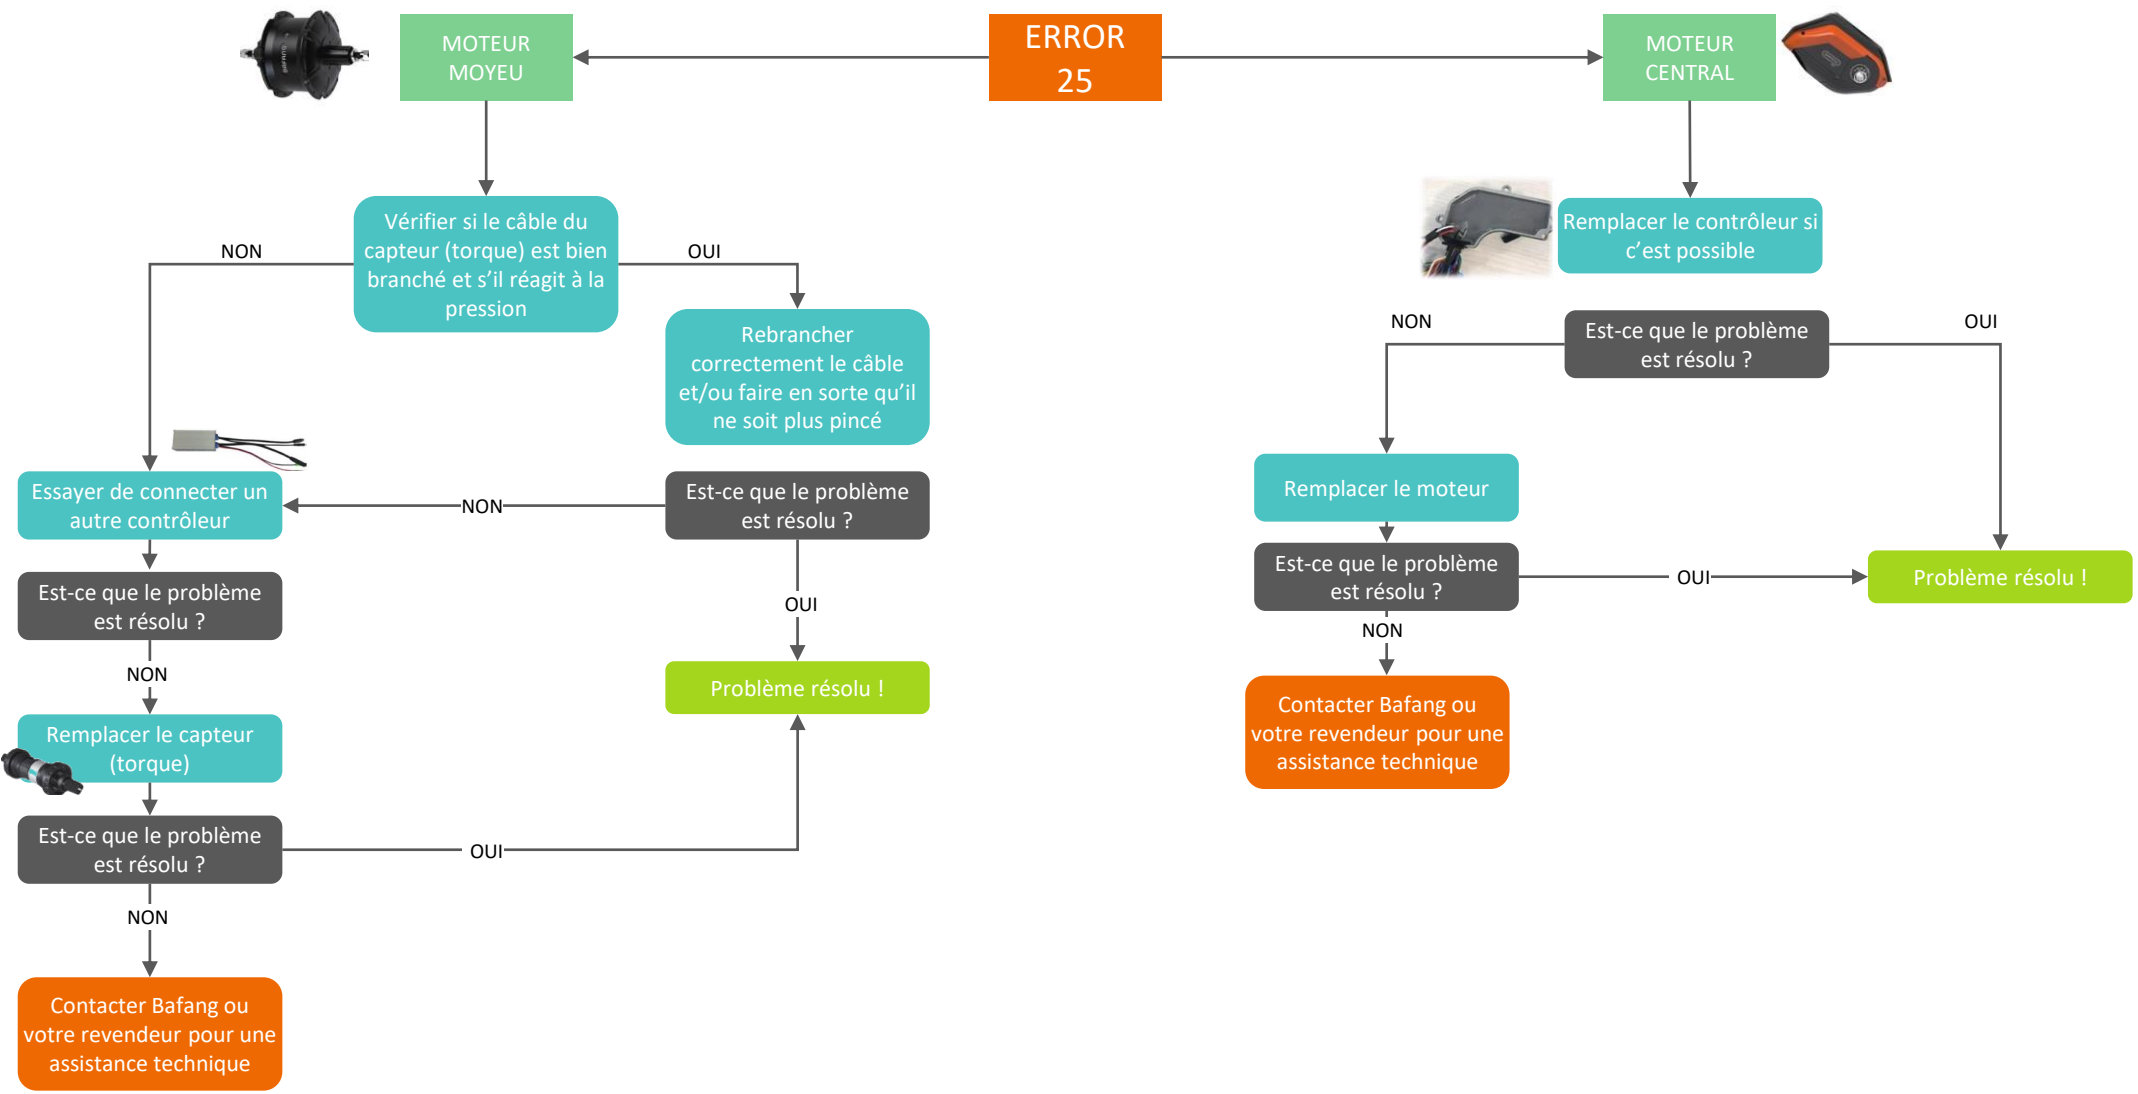 ERROR
25
MOTEUR
MOYEU
Vérifier si le câble du
capteur (torque) est bien
branché et s’il réagit à la
pression
NON
OUI
Rebrancher
correctement le câble
et/ou faire en sorte qu’il
ne soit plus pincé
Est-ce que le problème
est résolu ?
NON
OUI
Essayer de connecter un
autre contrôleur
Est-ce que le problème
est résolu ?
NON
Problème résolu !
Remplacer le capteur
(torque)
Est-ce que le problème
est résolu ?
OUI
NON
Contacter Bafang ou
votre revendeur pour une
assistance technique
MOTEUR
CENTRAL
Remplacer le contrôleur si
c’est possible
Est-ce que le problème
est résolu ?
NON
OUI
Remplacer le moteur
Est-ce que le problème
est résolu ?
OUI
Problème résolu !
NON
Contacter Bafang ou
votre revendeur pour une
assistance technique